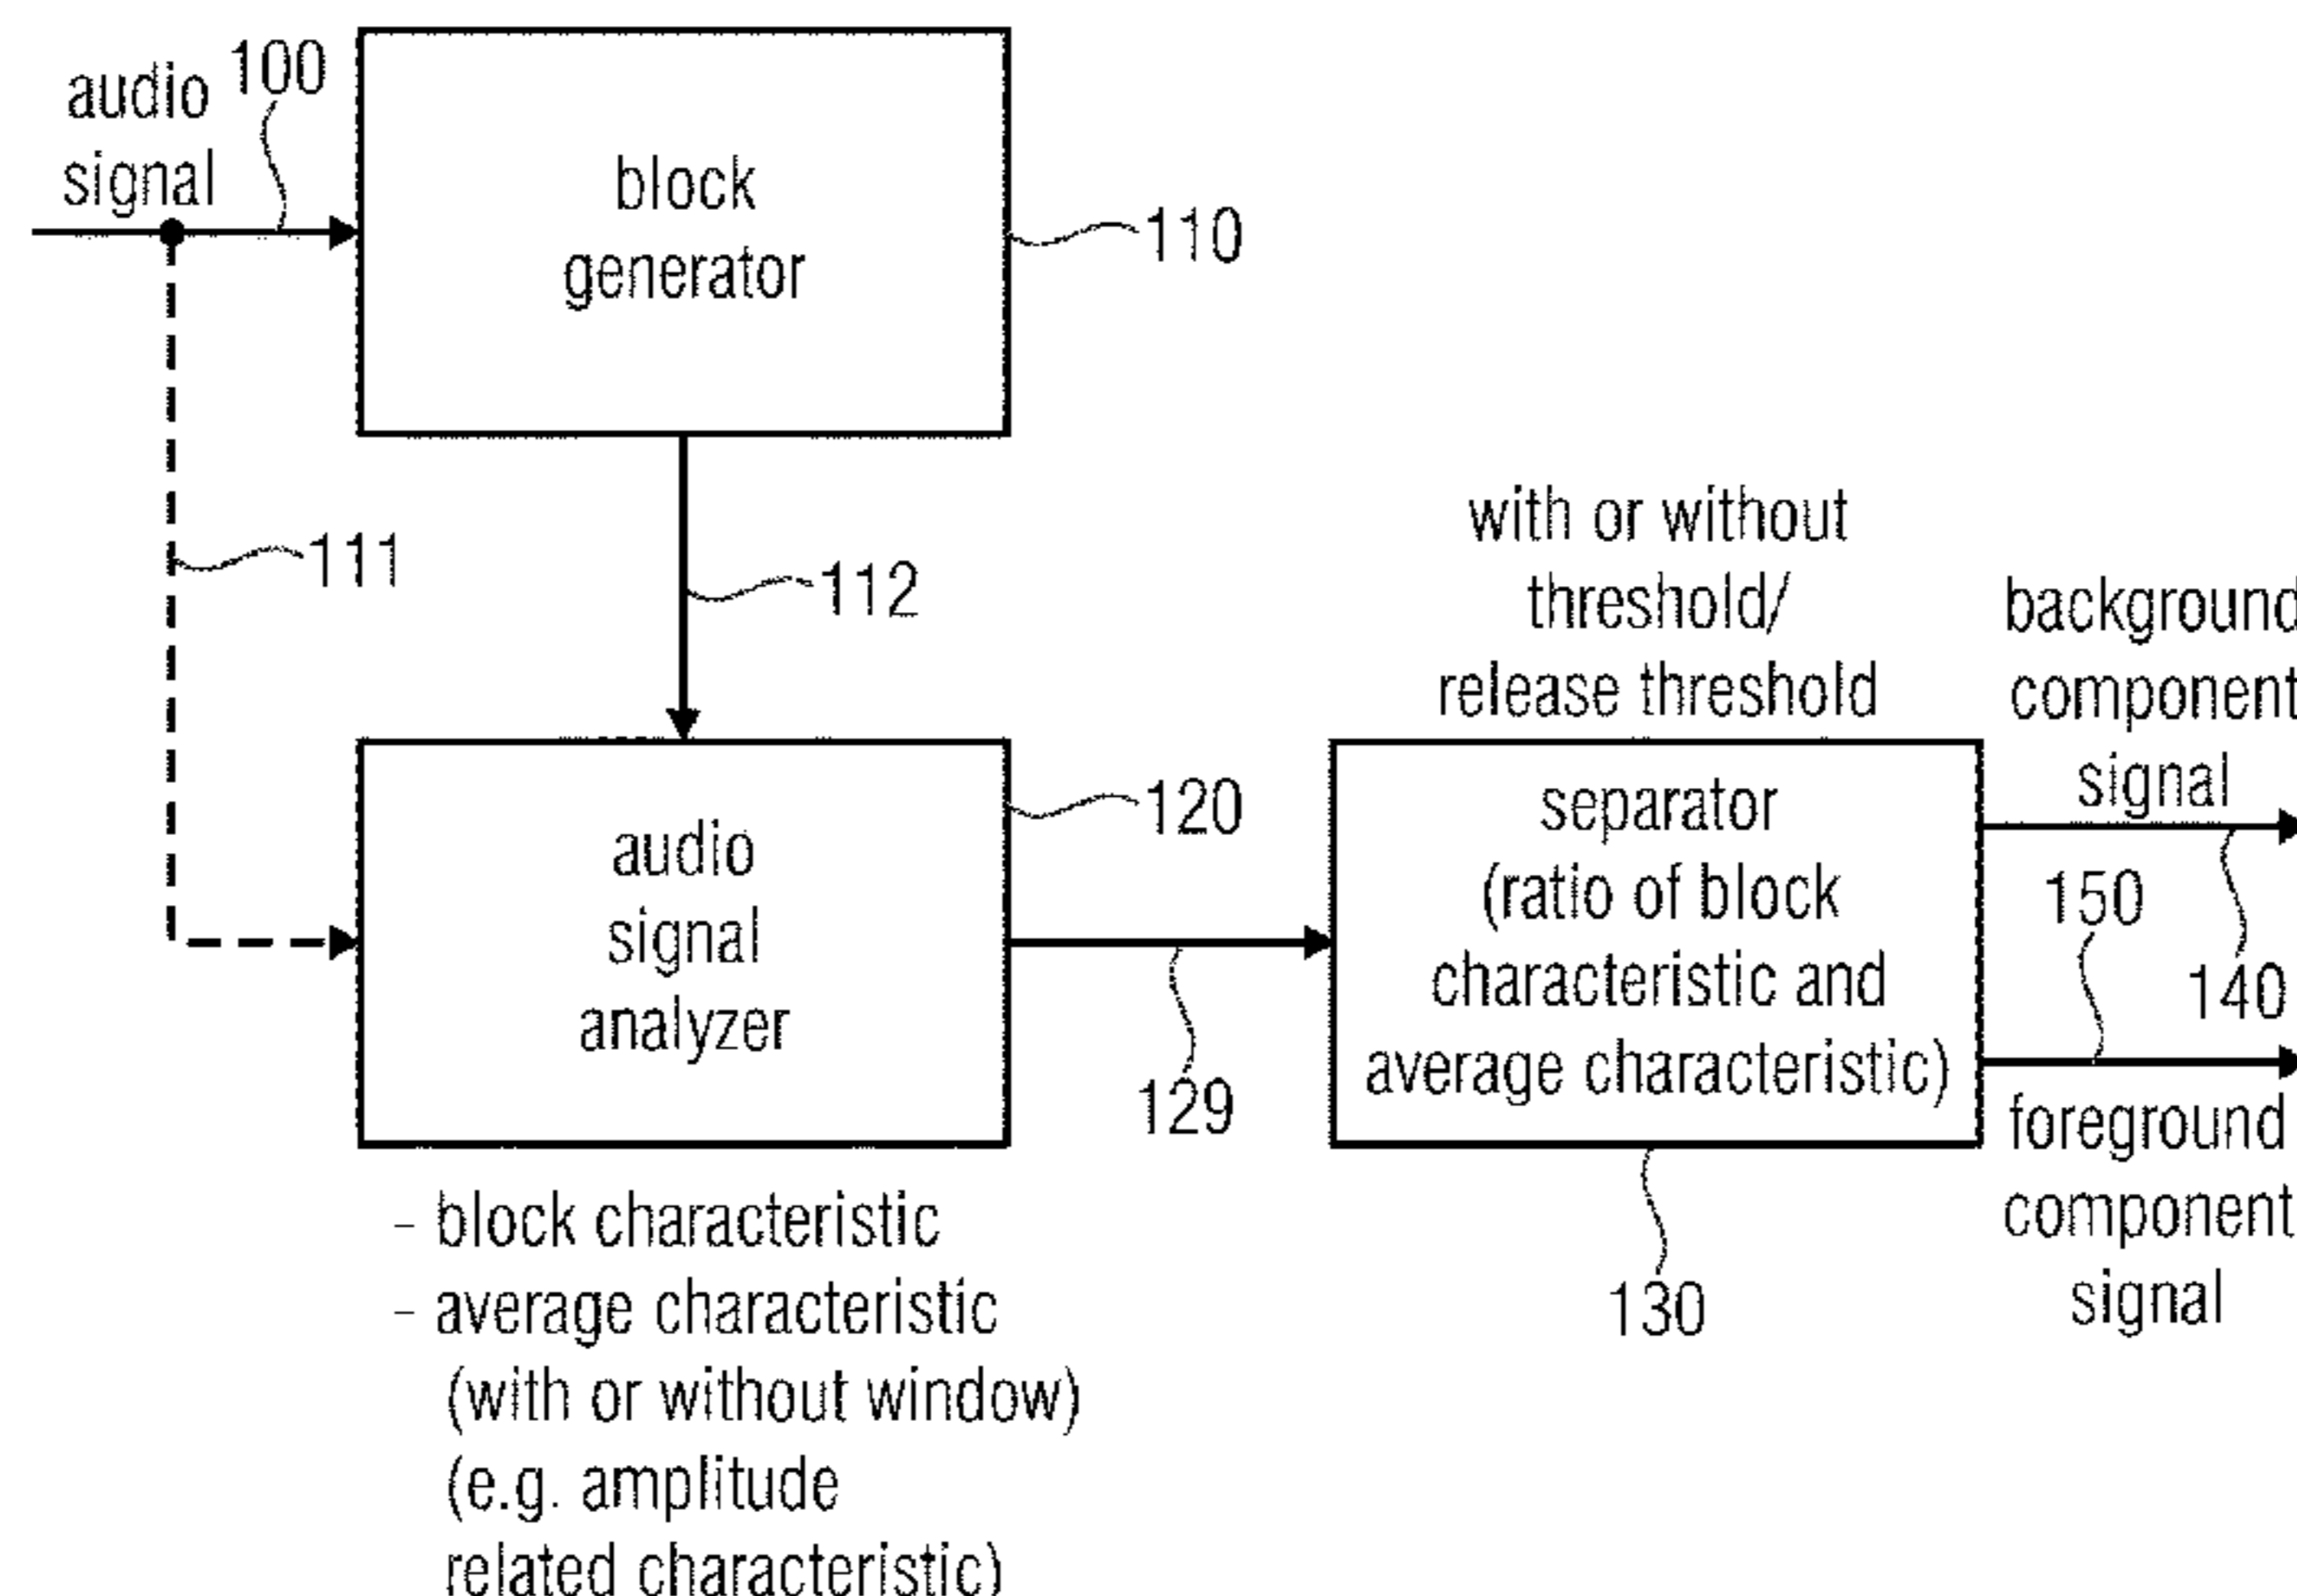 audio
signal
100
block
generator
110
111
112
with or without
threshold/
release threshold
background
component
signal
audio
signal
analyzer
120
129
separator
(ratio of block
characteristic and
average characteristic)
130
140
150
foreground
component
signal
- block characteristic
- average characteristic
(with or without window)
(e.g. amplitude
related characteristic)